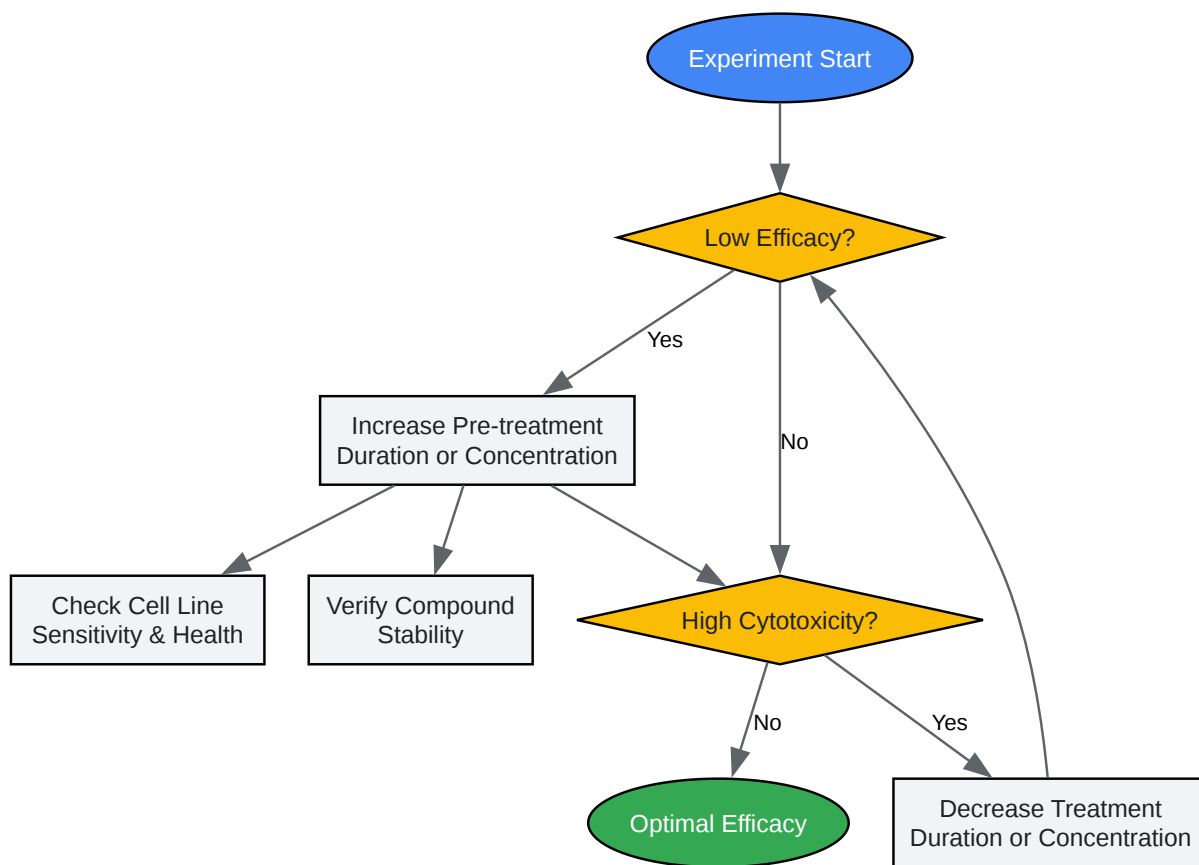 Experiment Start
Low Efficacy?
Yes
Increase Pre-treatment
Duration or Concentration
No
Check Cell Line
Sensitivity & Health
Verify Compound
Stability
High Cytotoxicity?
No
Yes
Optimal Efficacy
Decrease Treatment
Duration or Concentration